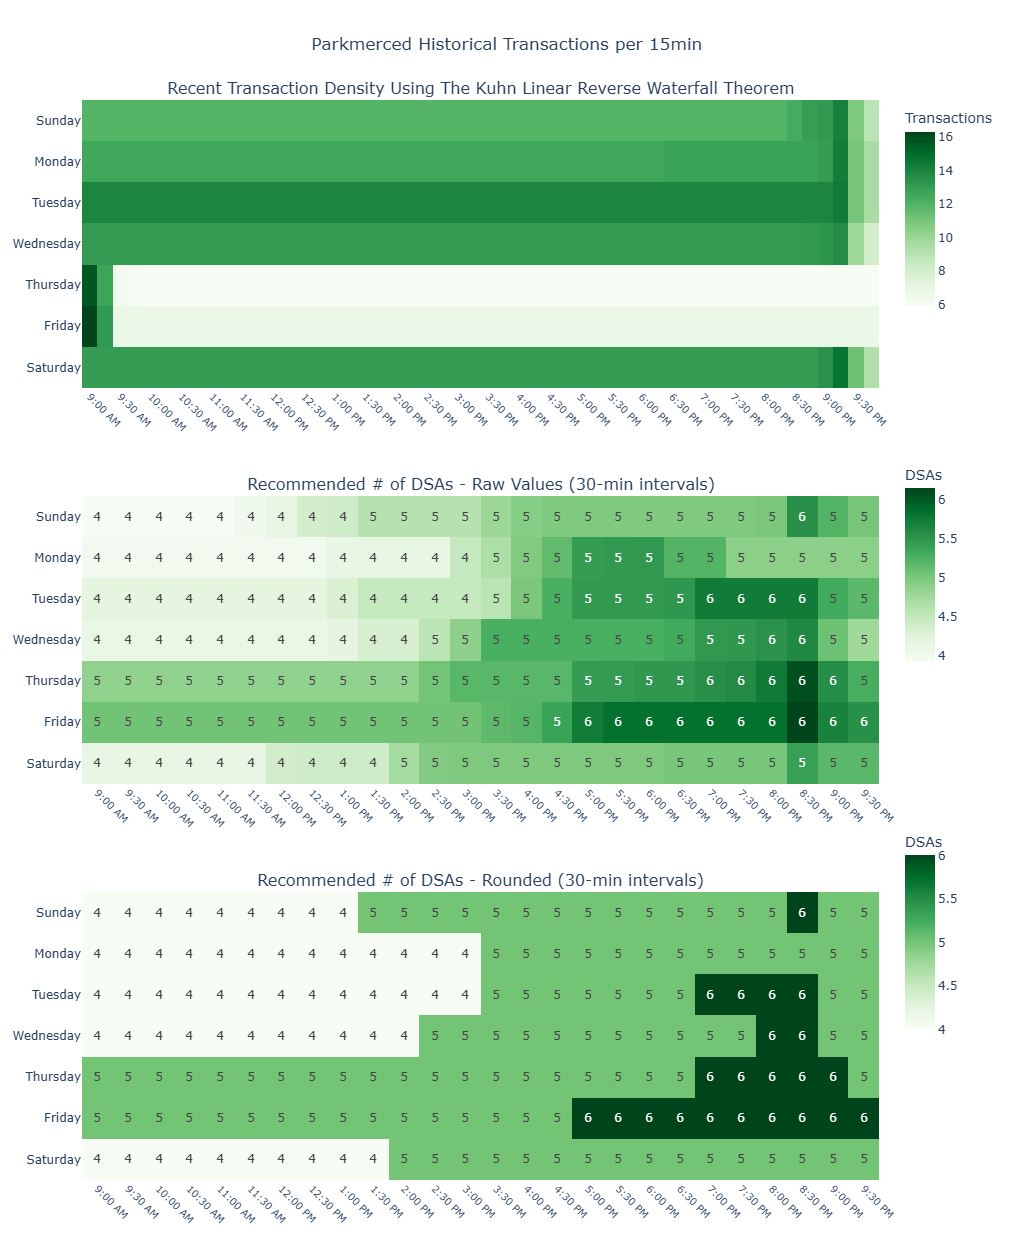 Parkmerced Historical Transactions per 15min
Recent Transaction Density Using The Kuhn Linear Reverse Waterfall Theorem
Sunday
Monday
Tuesday
Wednesday
Thursday
Friday
Saturday
9:00 AM 9:30 AM 10:00 AM 10:30 AM 11:00 AM 11:30 AM 12:00 PM 12:30 PM 1:00 PM 1:30 PM 2:00 PM 2:30 PM 3:00 PM 3:30 PM 4:00 PM 4:30 PM 5:00 PM 5:30 PM 6:00 PM 6:30 PM 7:00 PM 7:30 PM 8:00 PM 8:30 PM 9:00 PM 9:30 PM
Transactions
16
14
12
10
8
6
Recommended # of DSAs - Raw Values (30-min intervals)
Sunday 4 4 4 4 4 4 4 4 4 5 5 5 5 5 5 5 5 5 5 5 5 5 5 6 5 5
Monday 4 4 4 4 4 4 4 4 4 4 4 4 4 5 5 5 5 5 5 5 5 5 5 5 5 5
Tuesday 4 4 4 4 4 4 4 4 4 4 4 4 4 5 5 5 5 5 5 5 6 6 6 6 5 5
Wednesday 4 4 4 4 4 4 4 4 4 4 4 5 5 5 5 5 5 5 5 5 5 5 6 6 5 5
Thursday 5 5 5 5 5 5 5 5 5 5 5 5 5 5 5 5 5 5 5 5 6 6 6 6 6 5
Friday 5 5 5 5 5 5 5 5 5 5 5 5 5 5 5 5 6 6 6 6 6 6 6 6 6 6
Saturday 4 4 4 4 4 4 4 4 4 4 5 5 5 5 5 5 5 5 5 5 5 5 5 5 5 5
9:00 AM 9:30 AM 10:00 AM 10:30 AM 11:00 AM 11:30 AM 12:00 PM 12:30 PM 1:00 PM 1:30 PM 2:00 PM 2:30 PM 3:00 PM 3:30 PM 4:00 PM 4:30 PM 5:00 PM 5:30 PM 6:00 PM 6:30 PM 7:00 PM 7:30 PM 8:00 PM 8:30 PM 9:00 PM 9:30 PM
DSAs
6
5.5
5
4.5
4
Recommended # of DSAs - Rounded (30-min intervals)
Sunday 4 4 4 4 4 4 4 4 4 5 5 5 5 5 5 5 5 5 5 5 5 5 5 6 5 5
Monday 4 4 4 4 4 4 4 4 4 4 4 4 4 5 5 5 5 5 5 5 5 5 5 5 5 5
Tuesday 4 4 4 4 4 4 4 4 4 4 4 4 4 5 5 5 5 5 5 5 6 6 6 6 5 5
Wednesday 4 4 4 4 4 4 4 4 4 4 4 5 5 5 5 5 5 5 5 5 5 5 6 6 5 5
Thursday 5 5 5 5 5 5 5 5 5 5 5 5 5 5 5 5 5 5 5 5 6 6 6 6 6 5
Friday 5 5 5 5 5 5 5 5 5 5 5 5 5 5 5 5 6 6 6 6 6 6 6 6 6 6
Saturday 4 4 4 4 4 4 4 4 4 4 5 5 5 5 5 5 5 5 5 5 5 5 5 5 5 5
9:00 AM 9:30 AM 10:00 AM 10:30 AM 11:00 AM 11:30 AM 12:00 PM 12:30 PM 1:00 PM 1:30 PM 2:00 PM 2:30 PM 3:00 PM 3:30 PM 4:00 PM 4:30 PM 5:00 PM 5:30 PM 6:00 PM 6:30 PM 7:00 PM 7:30 PM 8:00 PM 8:30 PM 9:00 PM 9:30 PM
DSAs
6
5.5
5
4.5
4